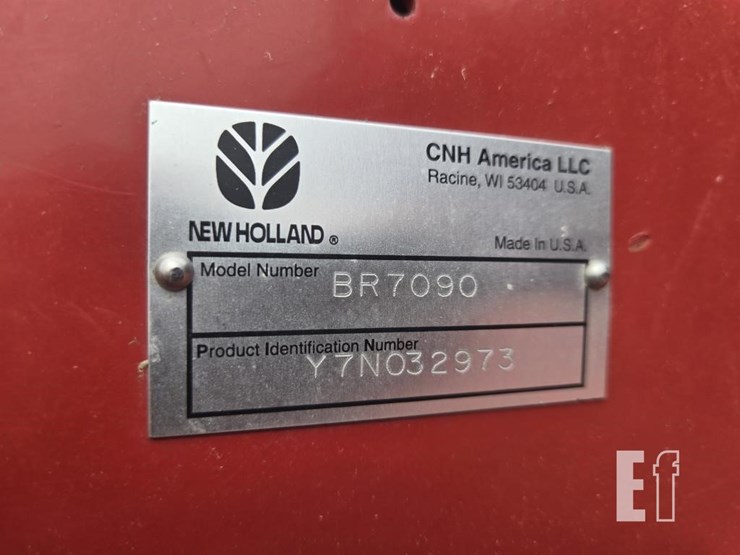 CNH America LLC
Racine, WI 53404 U.S.A.
NEW HOLLAND ®
Made In U.S.A.
Model Number BR7090
Product Identification Number
Y7N032973
Ef